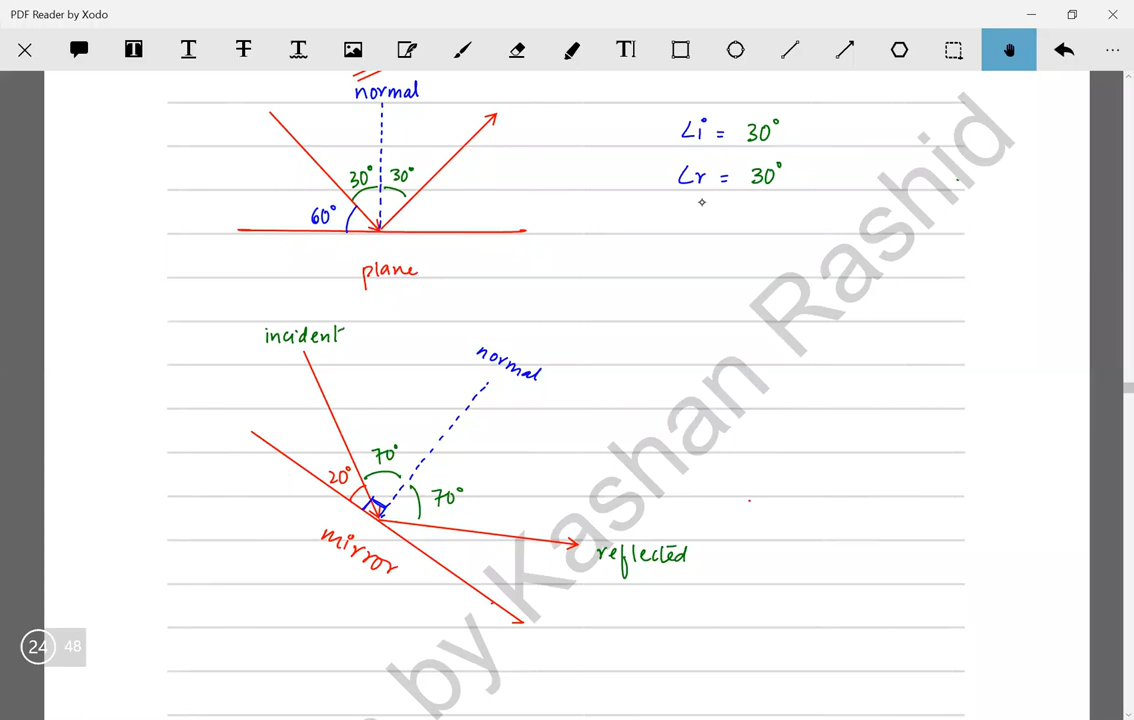 PDF Reader by Xodo
T T T T TI
normal
∠i = 30°
30° 30°
∠r = 30°
60°
plane
incident
normal
70°
20°
70°
mirror
reflected
by Kashan Rashid
24 48